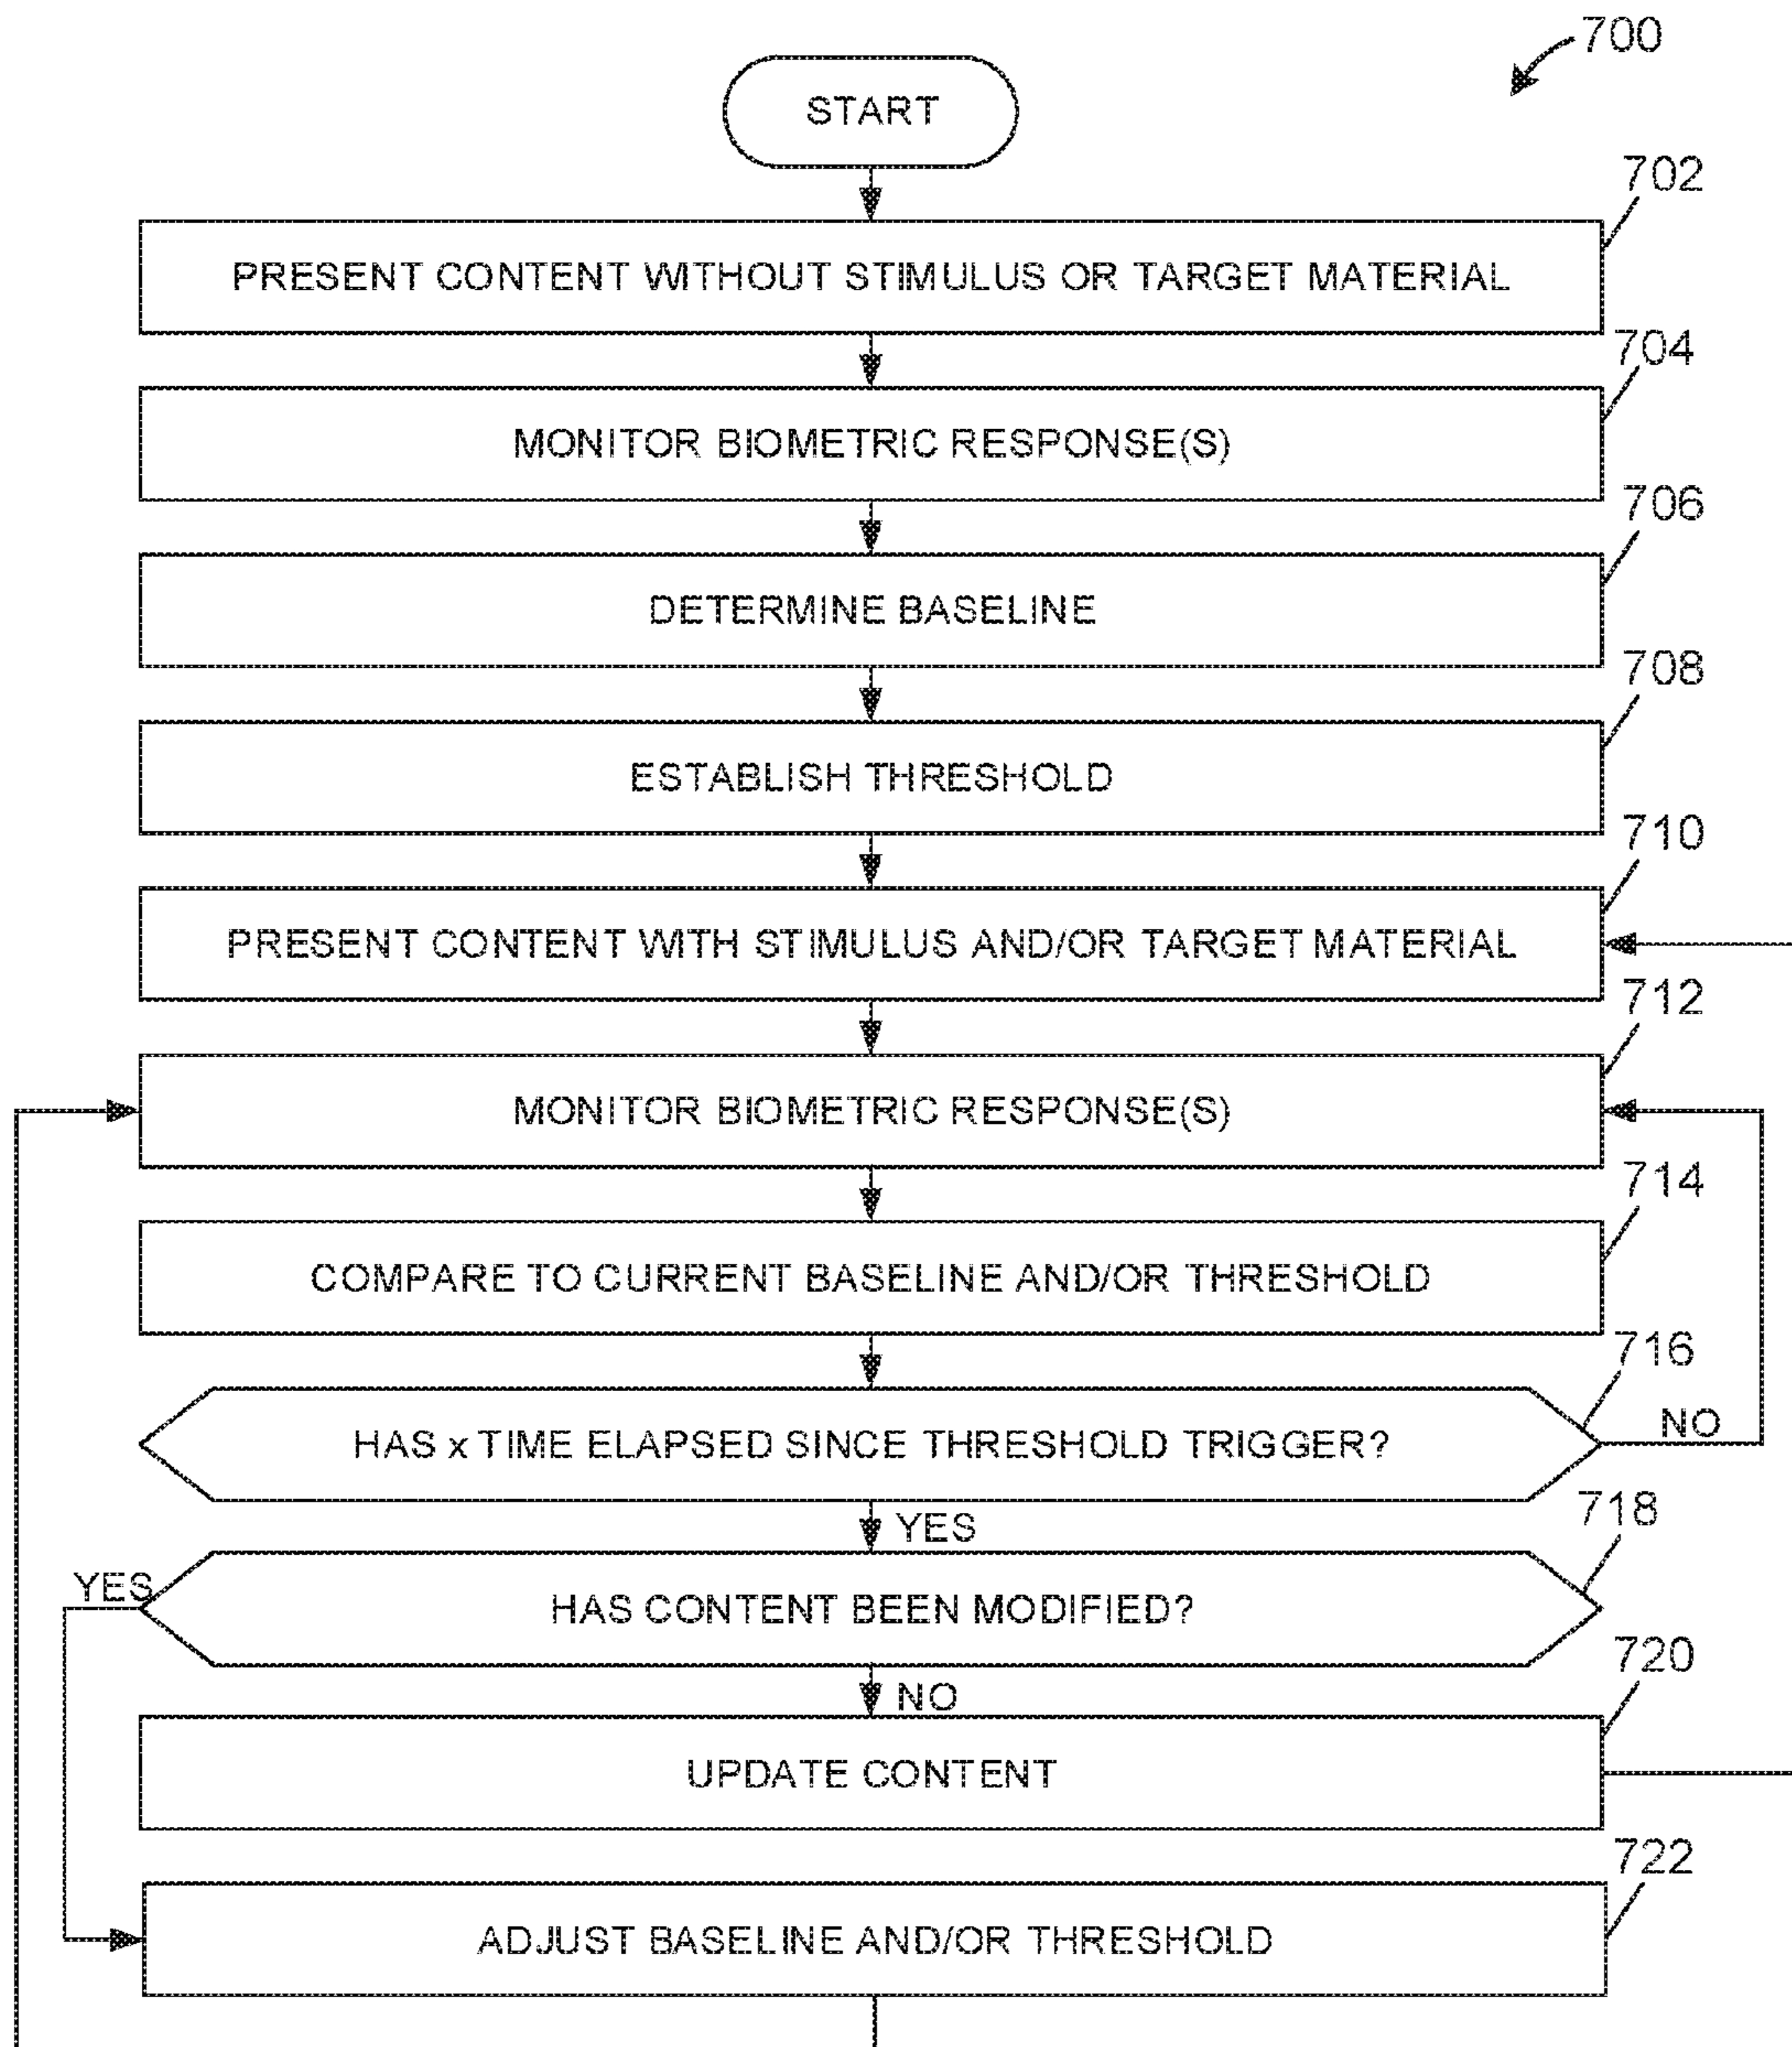 700
START
702
PRESENT CONTENT WITHOUT STIMULUS OR TARGET MATERIAL
704
MONITOR BIOMETRIC RESPONSE(S)
706
DETERMINE BASELINE
708
ESTABLISH THRESHOLD
710
PRESENT CONTENT WITH STIMULUS AND/OR TARGET MATERIAL
712
MONITOR BIOMETRIC RESPONSE(S)
714
COMPARE TO CURRENT BASELINE AND/OR THRESHOLD
716
HAS x TIME ELAPSED SINCE THRESHOLD TRIGGER?
NO
YES
718
YES
HAS CONTENT BEEN MODIFIED?
NO
720
UPDATE CONTENT
722
ADJUST BASELINE AND/OR THRESHOLD